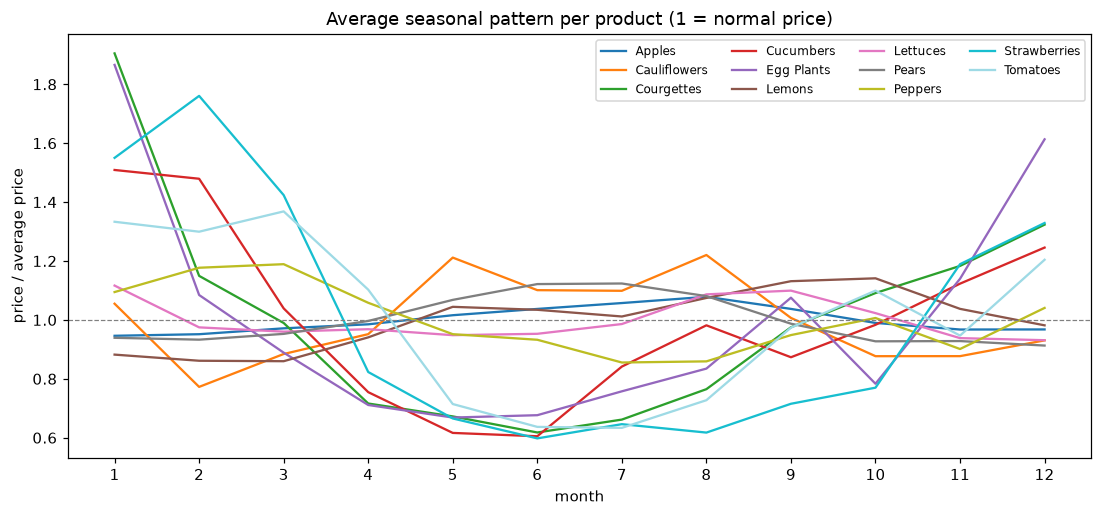 Average seasonal pattern per product (1 = normal price)
Apples
Cauliflowers
Courgettes
Cucumbers
Egg Plants
Lemons
Lettuces
Pears
Peppers
Strawberries
Tomatoes
price / average price
1.8
1.6
1.4
1.2
1.0
0.8
0.6
1 2 3 4 5 6 7 8 9 10 11 12
month